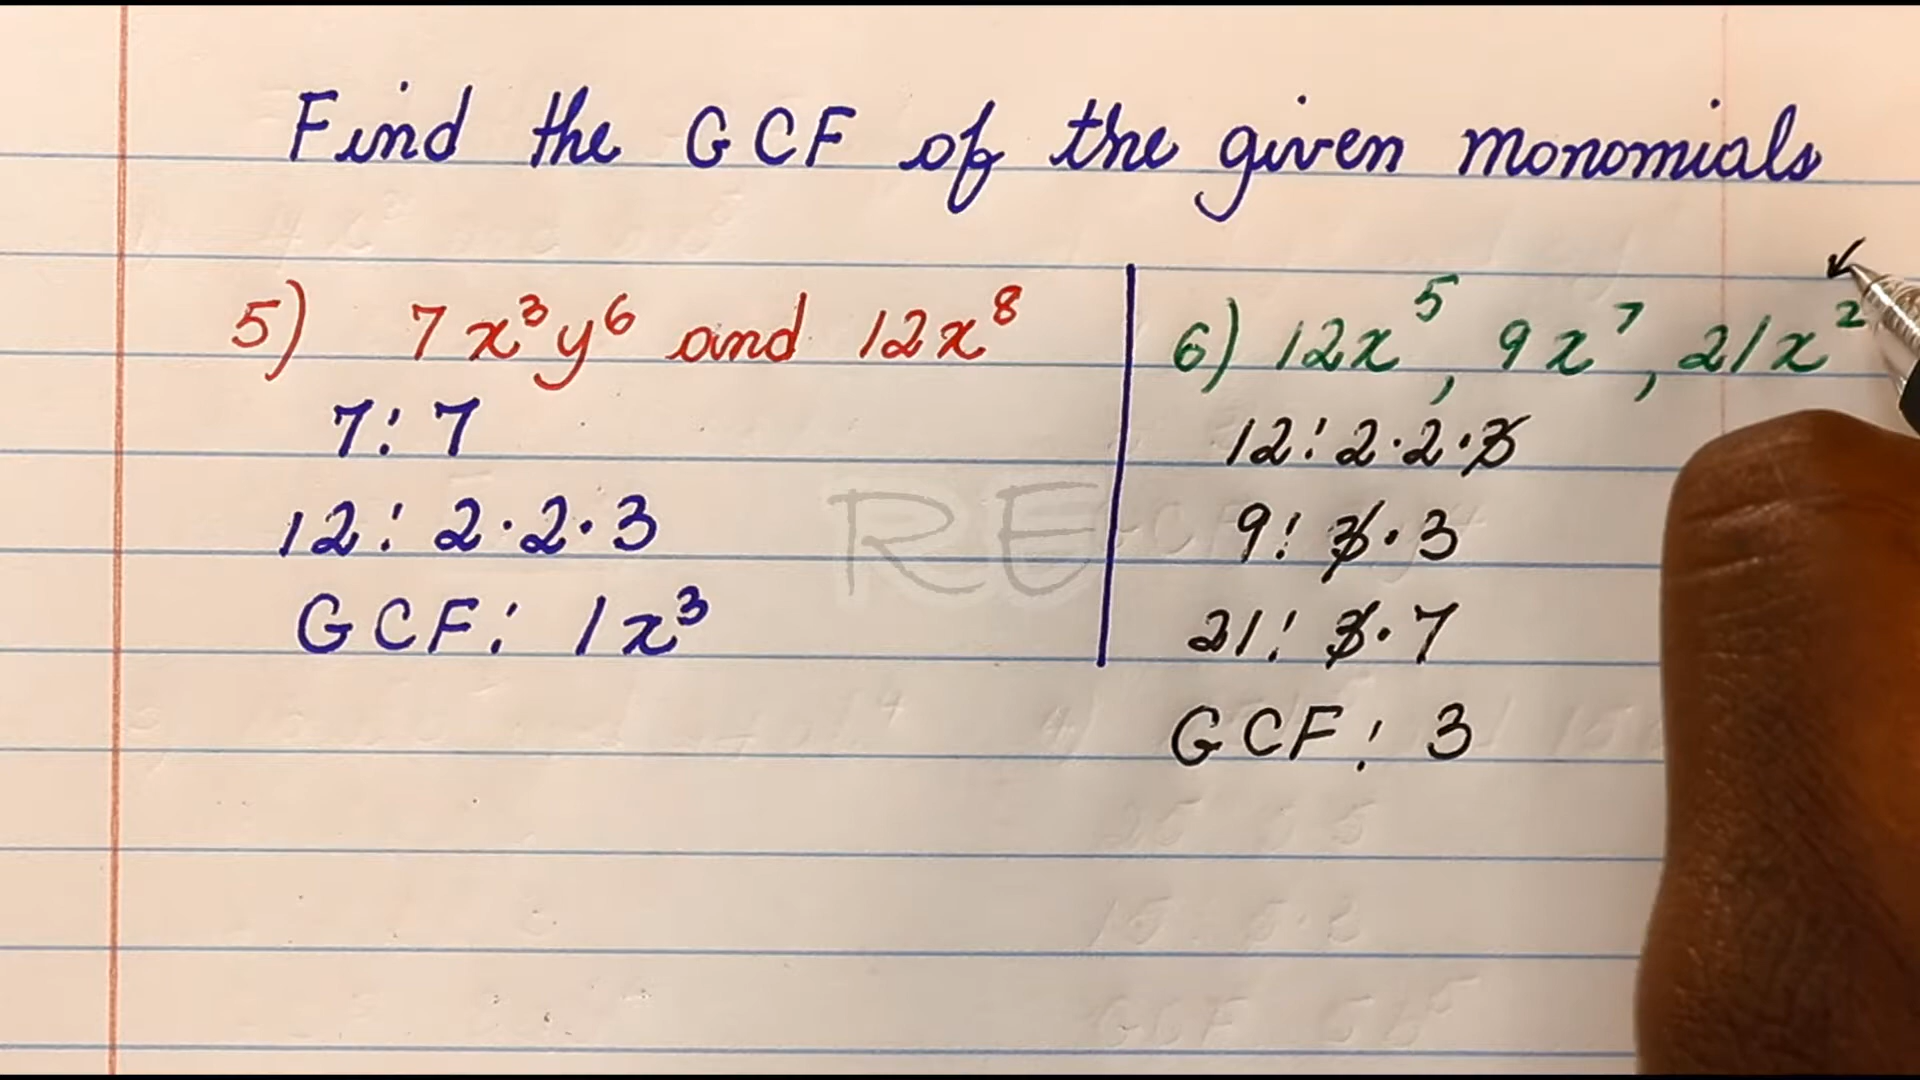 Find the GCF of the given monomials
5) 7x³y⁶ and 12x⁸
7: 7
12: 2·2·3
GCF: 1x³
6) 12x⁵, 9x⁷, 21x²
12: 2·2·3
9: 3·3
21: 3·7
GCF: 3
RE